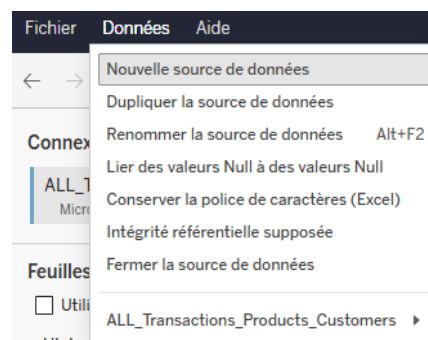 Fichier Données Aide
Nouvelle source de données
Dupliquer la source de données
Renommer la source de données Alt+F2
Connex
Lier des valeurs Null à des valeurs Null
ALL_T
Conserver la police de caractères (Excel)
Micro
Intégrité référentielle supposée
Feuilles
Fermer la source de données
Utili
ALL_Transactions_Products_Customers